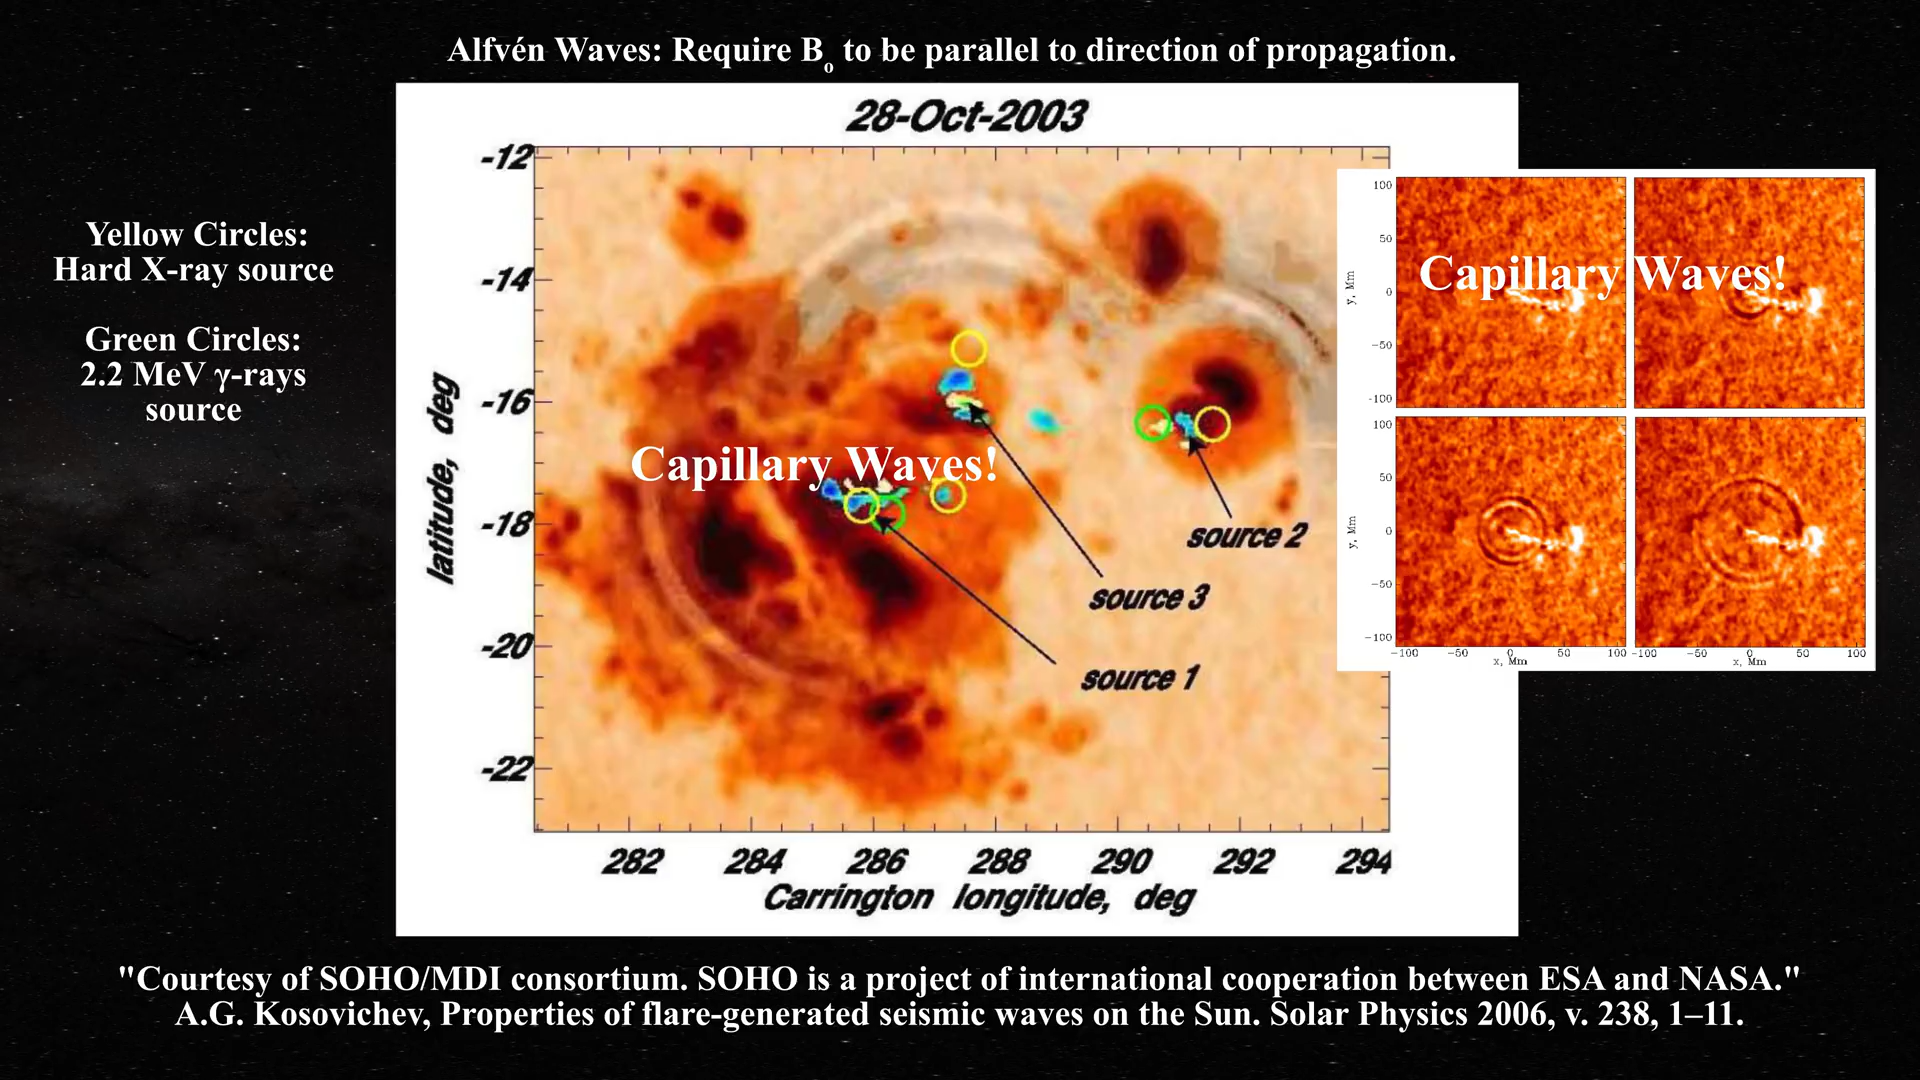 Alfvén Waves: Require Bo to be parallel to direction of propagation.
28-Oct-2003
Yellow Circles:
Hard X-ray source
Green Circles:
2.2 MeV γ-rays
source
latitude, deg
-12
-14
-16
-18
-20
-22
Capillary Waves!
source 2
source 3
source 1
282 284 286 288 290 292 294
Carrington longitude, deg
Capillary Waves!
y, Mm
100
50
0
-50
-100
y, Mm
100
50
0
-50
-100
-100 -50 0 50 100 -100 -50 0 50 100
x, Mm x, Mm
"Courtesy of SOHO/MDI consortium. SOHO is a project of international cooperation between ESA and NASA."
A.G. Kosovichev, Properties of flare-generated seismic waves on the Sun. Solar Physics 2006, v. 238, 1–11.